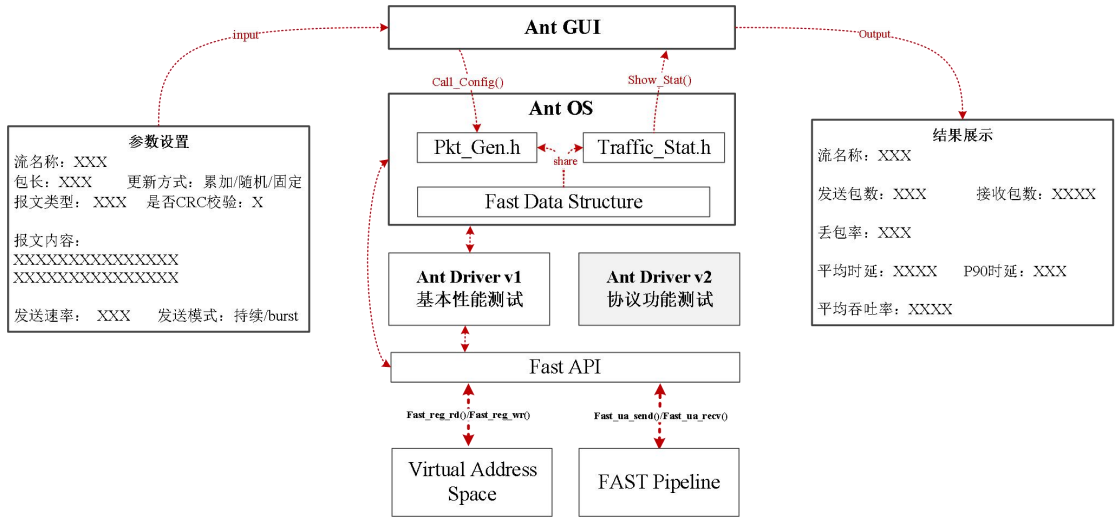 Ant GUI
input
Output
Call_Config()
Show_Stat()
参数设置
流名称：XXX
包长：XXX 更新方式：累加/随机/固定
报文类型： XXX 是否CRC校验：X
报文内容：
XXXXXXXXXXXXXXX
XXXXXXXXXXXXXXX
发送速率： XXX 发送模式：持续/burst
Ant OS
Pkt_Gen.h
Traffic_Stat.h
share
Fast Data Structure
Ant Driver v1
基本性能测试
Ant Driver v2
协议功能测试
Fast API
Fast_reg_rd()/Fast_reg_wr()
Fast_ua_send()/Fast_ua_recv()
Virtual Address
Space
FAST Pipeline
结果展示
流名称：XXX
发送包数：XXX 接收包数：XXXX
丢包率：XXX
平均时延：XXXX P90时延：XXX
平均吞吐率：XXXX